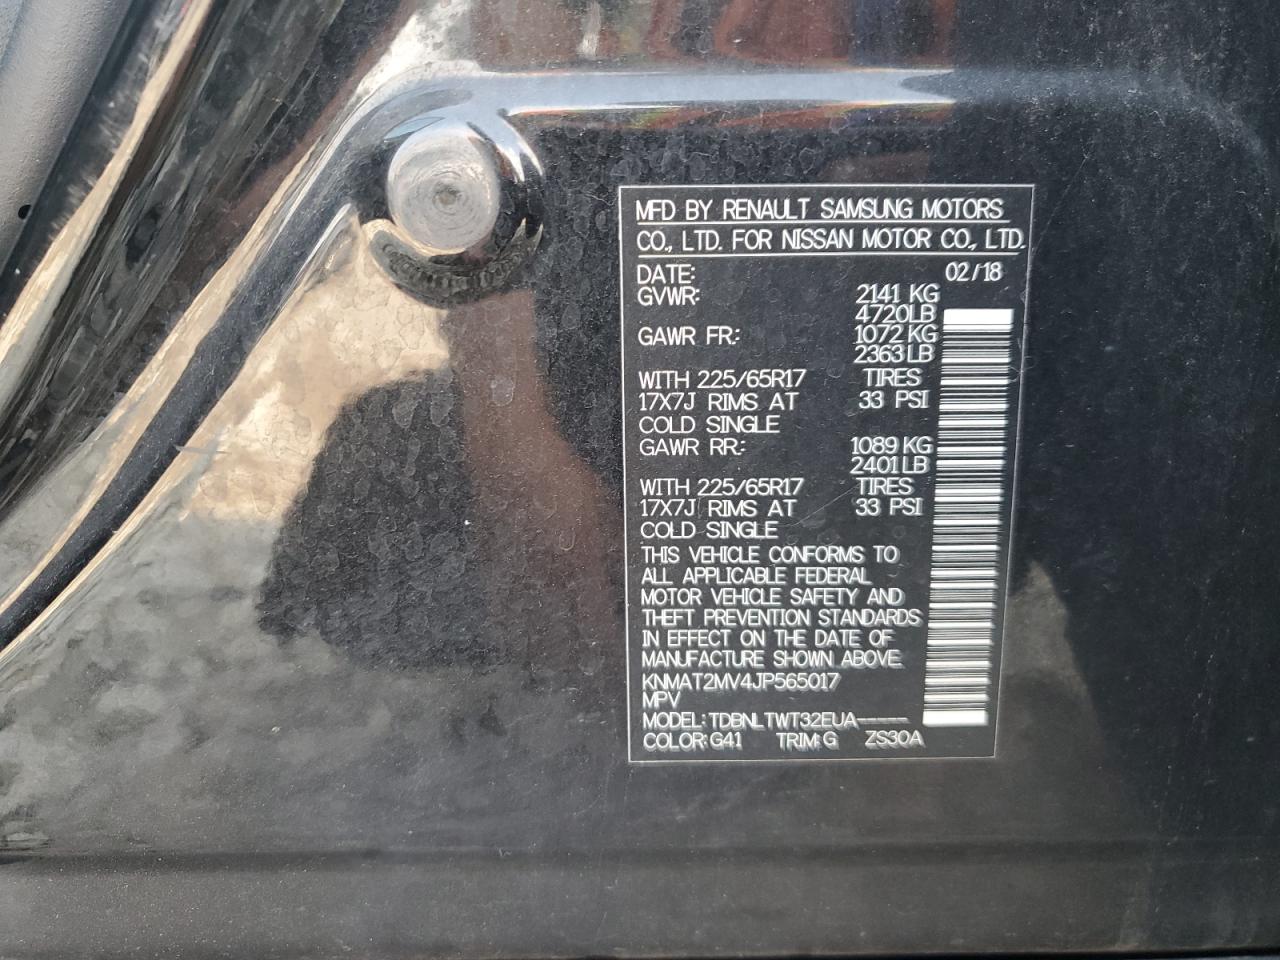 MFD BY RENAULT SAMSUNG MOTORS
CO., LTD. FOR NISSAN MOTOR CO., LTD.
DATE: 02/18
GVWR: 2141 KG
4720LB
GAWR FR.: 1072 KG
2363LB
WITH 225/65R17 TIRES
17X7J RIMS AT 33 PSI
COLD SINGLE
GAWR RR.: 1089 KG
2401LB
WITH 225/65R17 TIRES
17X7J RIMS AT 33 PSI
COLD SINGLE
THIS VEHICLE CONFORMS TO
ALL APPLICABLE FEDERAL
MOTOR VEHICLE SAFETY AND
THEFT PREVENTION STANDARDS
IN EFFECT ON THE DATE OF
MANUFACTURE SHOWN ABOVE.
KNMAT2MV4JP565017
MPV
MODEL: TDBNLTWT32EUA-----
COLOR: G41 TRIM: G ZS30A